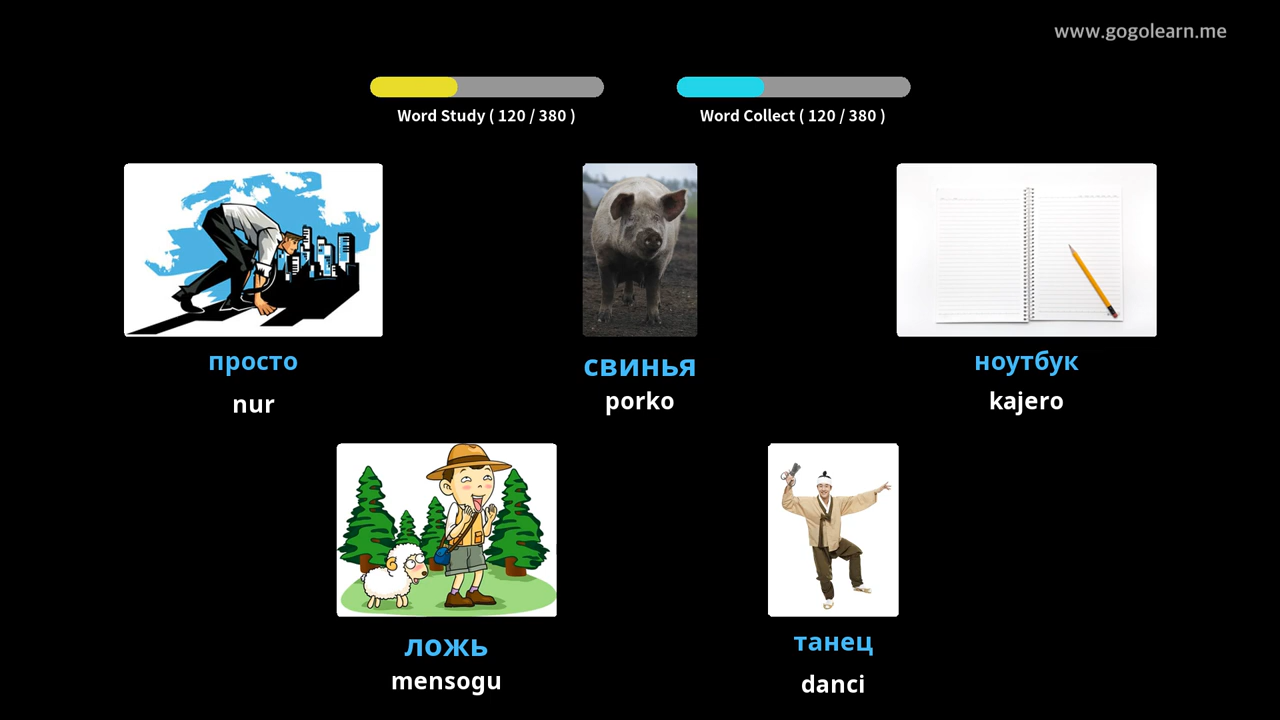 www.gogolearn.me
Word Study ( 120 / 380 )
Word Collect ( 120 / 380 )
просто
свинья
ноутбук
nur
porko
kajero
ложь
танец
mensogu
danci